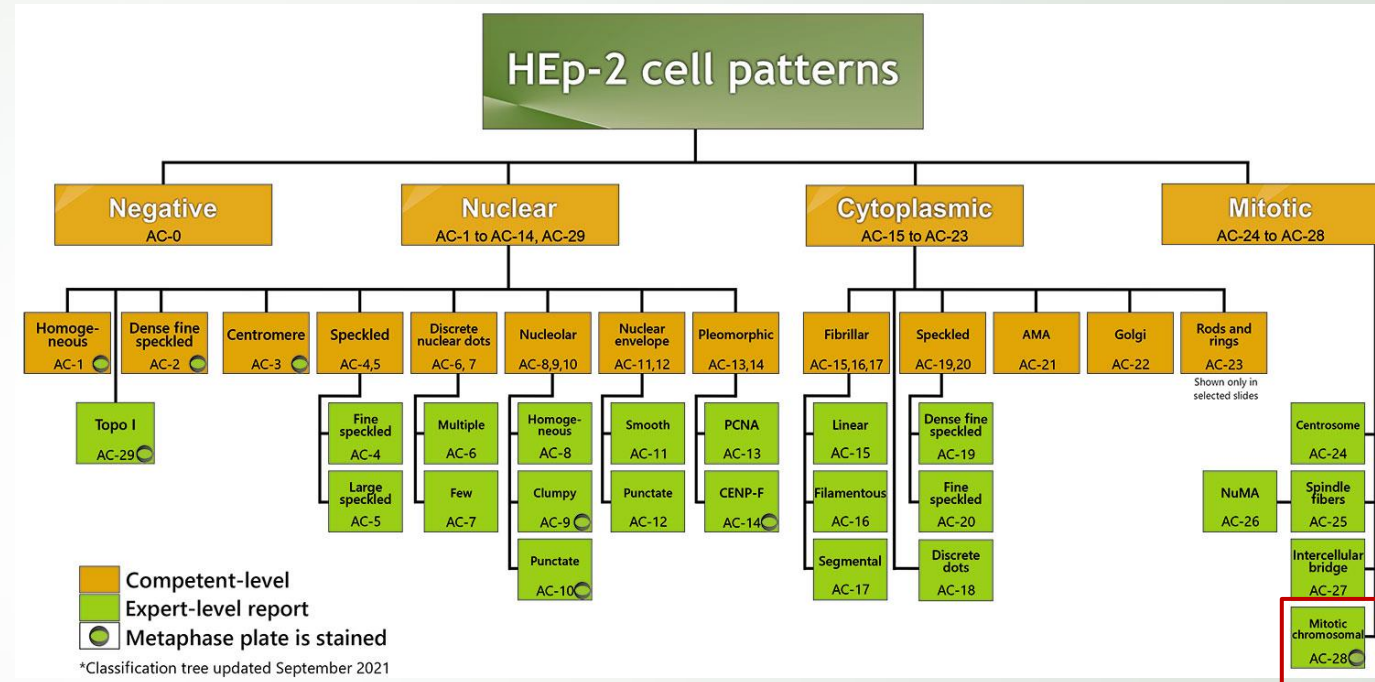 HEp-2 cell patterns
Negative
AC-0
Nuclear
AC-1 to AC-14, AC-29
Cytoplasmic
AC-15 to AC-23
Mitotic
AC-24 to AC-28
Homoge-
neous
AC-1
Dense fine
speckled
AC-2
Centromere
AC-3
Speckled
AC-4,5
Discrete
nuclear dots
AC-6, 7
Nucleolar
AC-8,9,10
Nuclear
envelope
AC-11,12
Pleomorphic
AC-13,14
Fibrillar
AC-15,16,17
Speckled
AC-19,20
AMA
AC-21
Golgi
AC-22
Rods and
rings
AC-23
Shown only in
selected slides
Topo I
AC-29
Fine
speckled
AC-4
Large
speckled
AC-5
Multiple
AC-6
Few
AC-7
Homoge-
neous
AC-8
Clumpy
AC-9
Punctate
AC-10
Smooth
AC-11
Punctate
AC-12
PCNA
AC-13
CENP-F
AC-14
Linear
AC-15
Filamentous
AC-16
Segmental
AC-17
Dense fine
speckled
AC-19
Fine
speckled
AC-20
Discrete
dots
AC-18
Centrosome
AC-24
NuMA
AC-26
Spindle
fibers
AC-25
Intercellular
bridge
AC-27
Mitotic
chromosomal
AC-28
Competent-level
Expert-level report
Metaphase plate is stained
*Classification tree updated September 2021